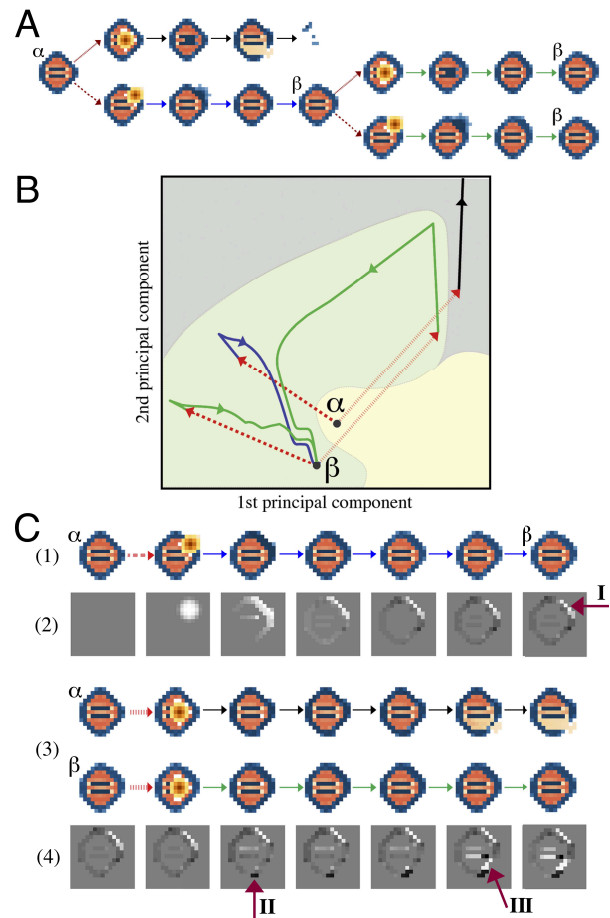 A
α
β
β
β
B
2nd principal component
α
β
1st principal component
C
α
β
(1)
(2)
I
α
(3)
β
(4)
II
III